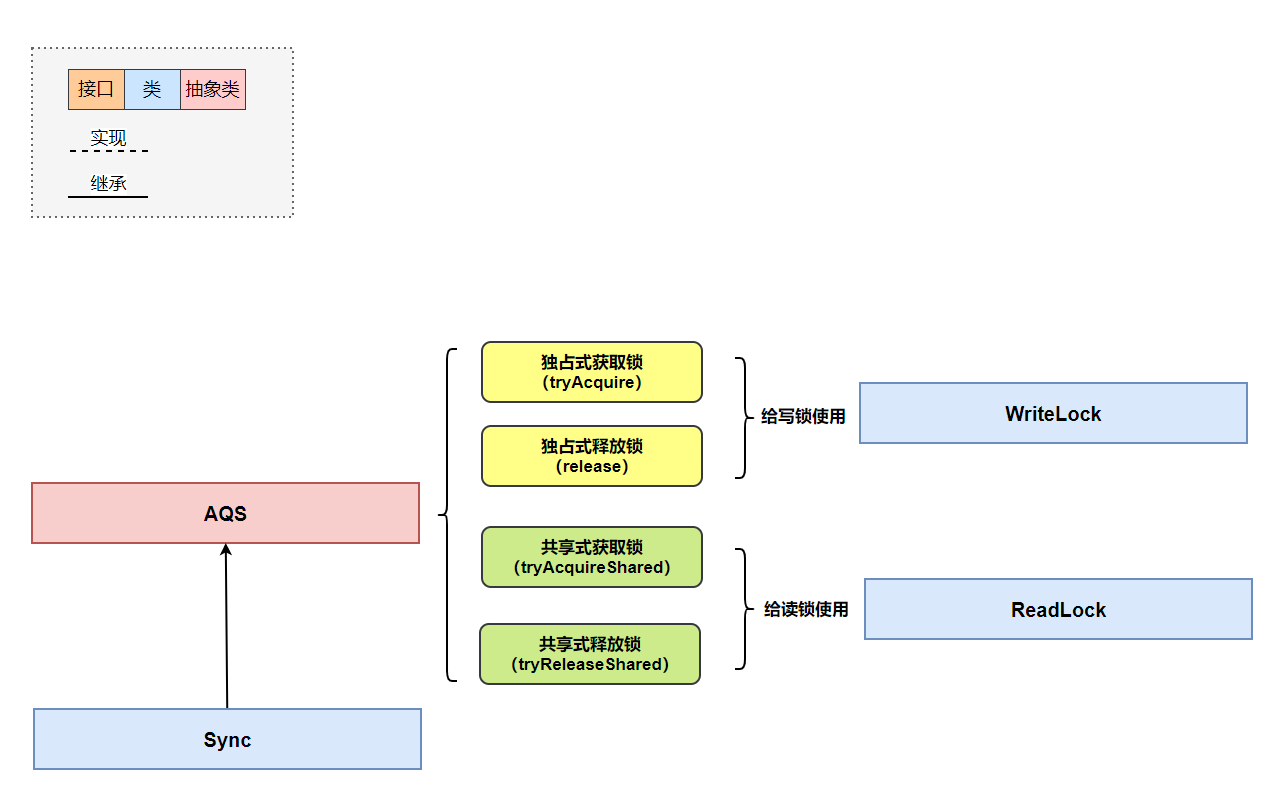 接口 类 抽象类
实现
继承
独占式获取锁
（tryAcquire）
独占式释放锁
（release）
给写锁使用
WriteLock
AQS
共享式获取锁
（tryAcquireShared）
共享式释放锁
（tryReleaseShared）
给读锁使用
ReadLock
Sync